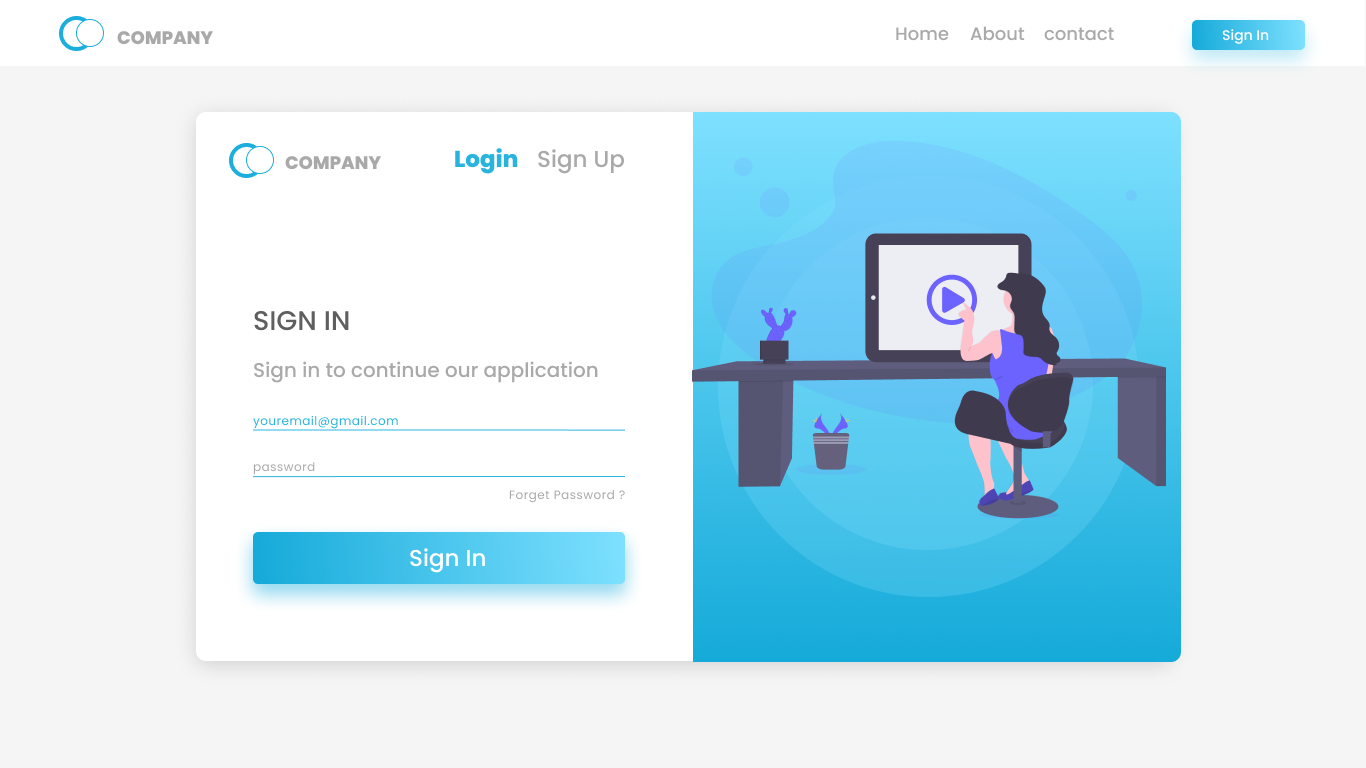 COMPANY Home About contact Sign In
COMPANY Login Sign Up
SIGN IN
Sign in to continue our application
youremail@gmail.com
password
Forget Password ?
Sign In